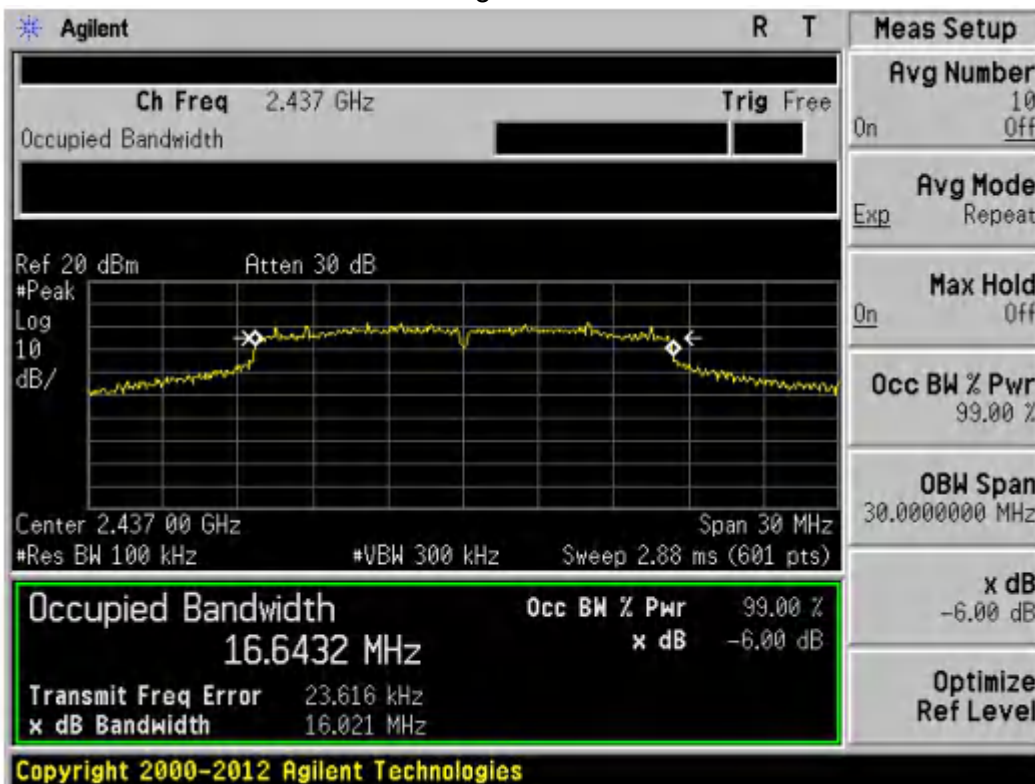 Agilent R T Meas Setup
Ch Freq 2.437 GHz Trig Free
Occupied Bandwidth
Avg Number
10
On Off
Avg Mode
Exp Repeat
Max Hold
On Off
Occ BW % Pwr
99.00 %
OBW Span
30.0000000 MHz
x dB
-6.00 dB
Optimize
Ref Level
Ref 20 dBm Atten 30 dB
#Peak
Log
10
dB/
Center 2.437 00 GHz Span 30 MHz
#Res BW 100 kHz #VBW 300 kHz Sweep 2.88 ms (601 pts)
Occupied Bandwidth Occ BW % Pwr 99.00 %
16.6432 MHz x dB -6.00 dB
Transmit Freq Error 23.616 kHz
x dB Bandwidth 16.021 MHz
Copyright 2000-2012 Agilent Technologies